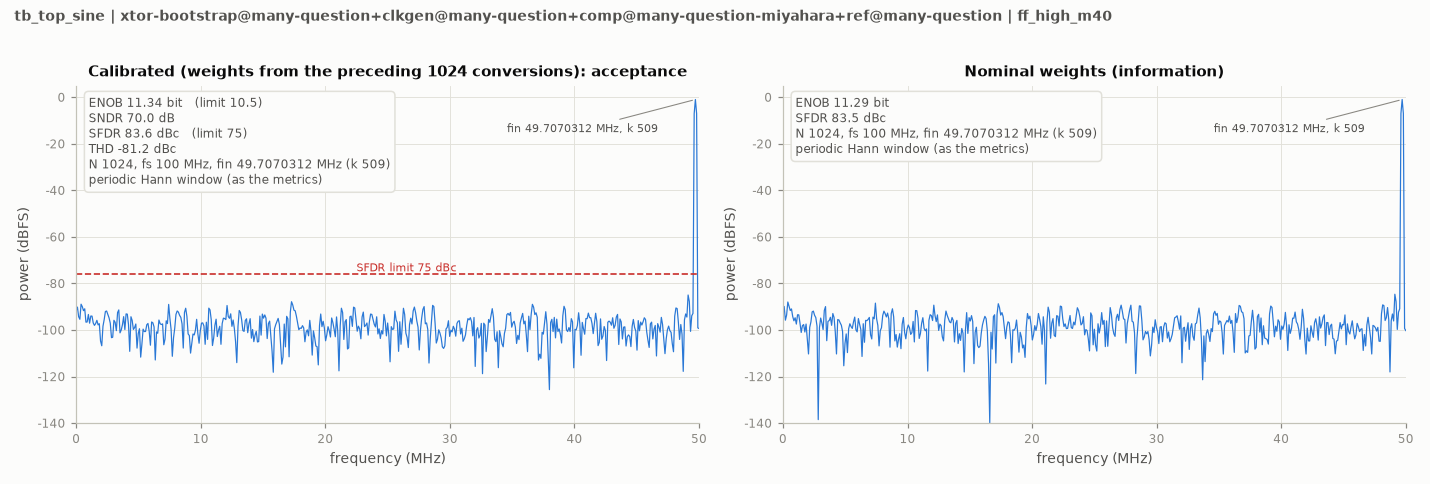 tb_top_sine | xtor-bootstrap@many-question+clkgen@many-question+comp@many-question-miyahara+ref@many-question | ff_high_m40
Calibrated (weights from the preceding 1024 conversions): acceptance
ENOB 11.34 bit (limit 10.5)
SNDR 70.0 dB
SFDR 83.6 dBc (limit 75)
THD -81.2 dBc
N 1024, fs 100 MHz, fin 49.7070312 MHz (k 509)
periodic Hann window (as the metrics)
fin 49.7070312 MHz, k 509
SFDR limit 75 dBc
power (dBFS)
0
-20
-40
-60
-80
-100
-120
-140
0 10 20 30 40 50
frequency (MHz)
Nominal weights (information)
ENOB 11.29 bit
SFDR 83.5 dBc
N 1024, fs 100 MHz, fin 49.7070312 MHz (k 509)
periodic Hann window (as the metrics)
fin 49.7070312 MHz, k 509
power (dBFS)
0
-20
-40
-60
-80
-100
-120
-140
0 10 20 30 40 50
frequency (MHz)